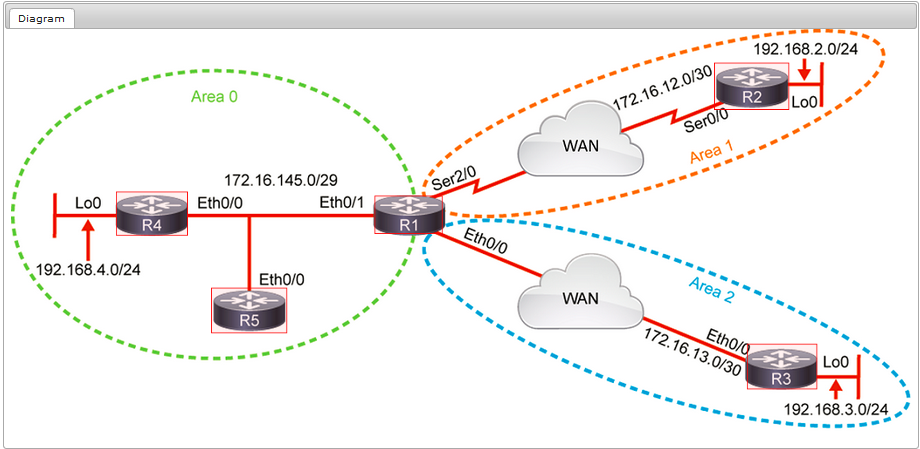 Diagram
Area 0
172.16.145.0/29
Lo0
Eth0/0
Eth0/1
R4
R1
192.168.4.0/24
Eth0/0
R5
Ser2/0
WAN
172.16.12.0/30
192.168.2.0/24
R2
Lo0
Ser0/0
Area 1
Eth0/0
WAN
Area 2
172.16.13.0/30
Eth0/0
R3
Lo0
192.168.3.0/24